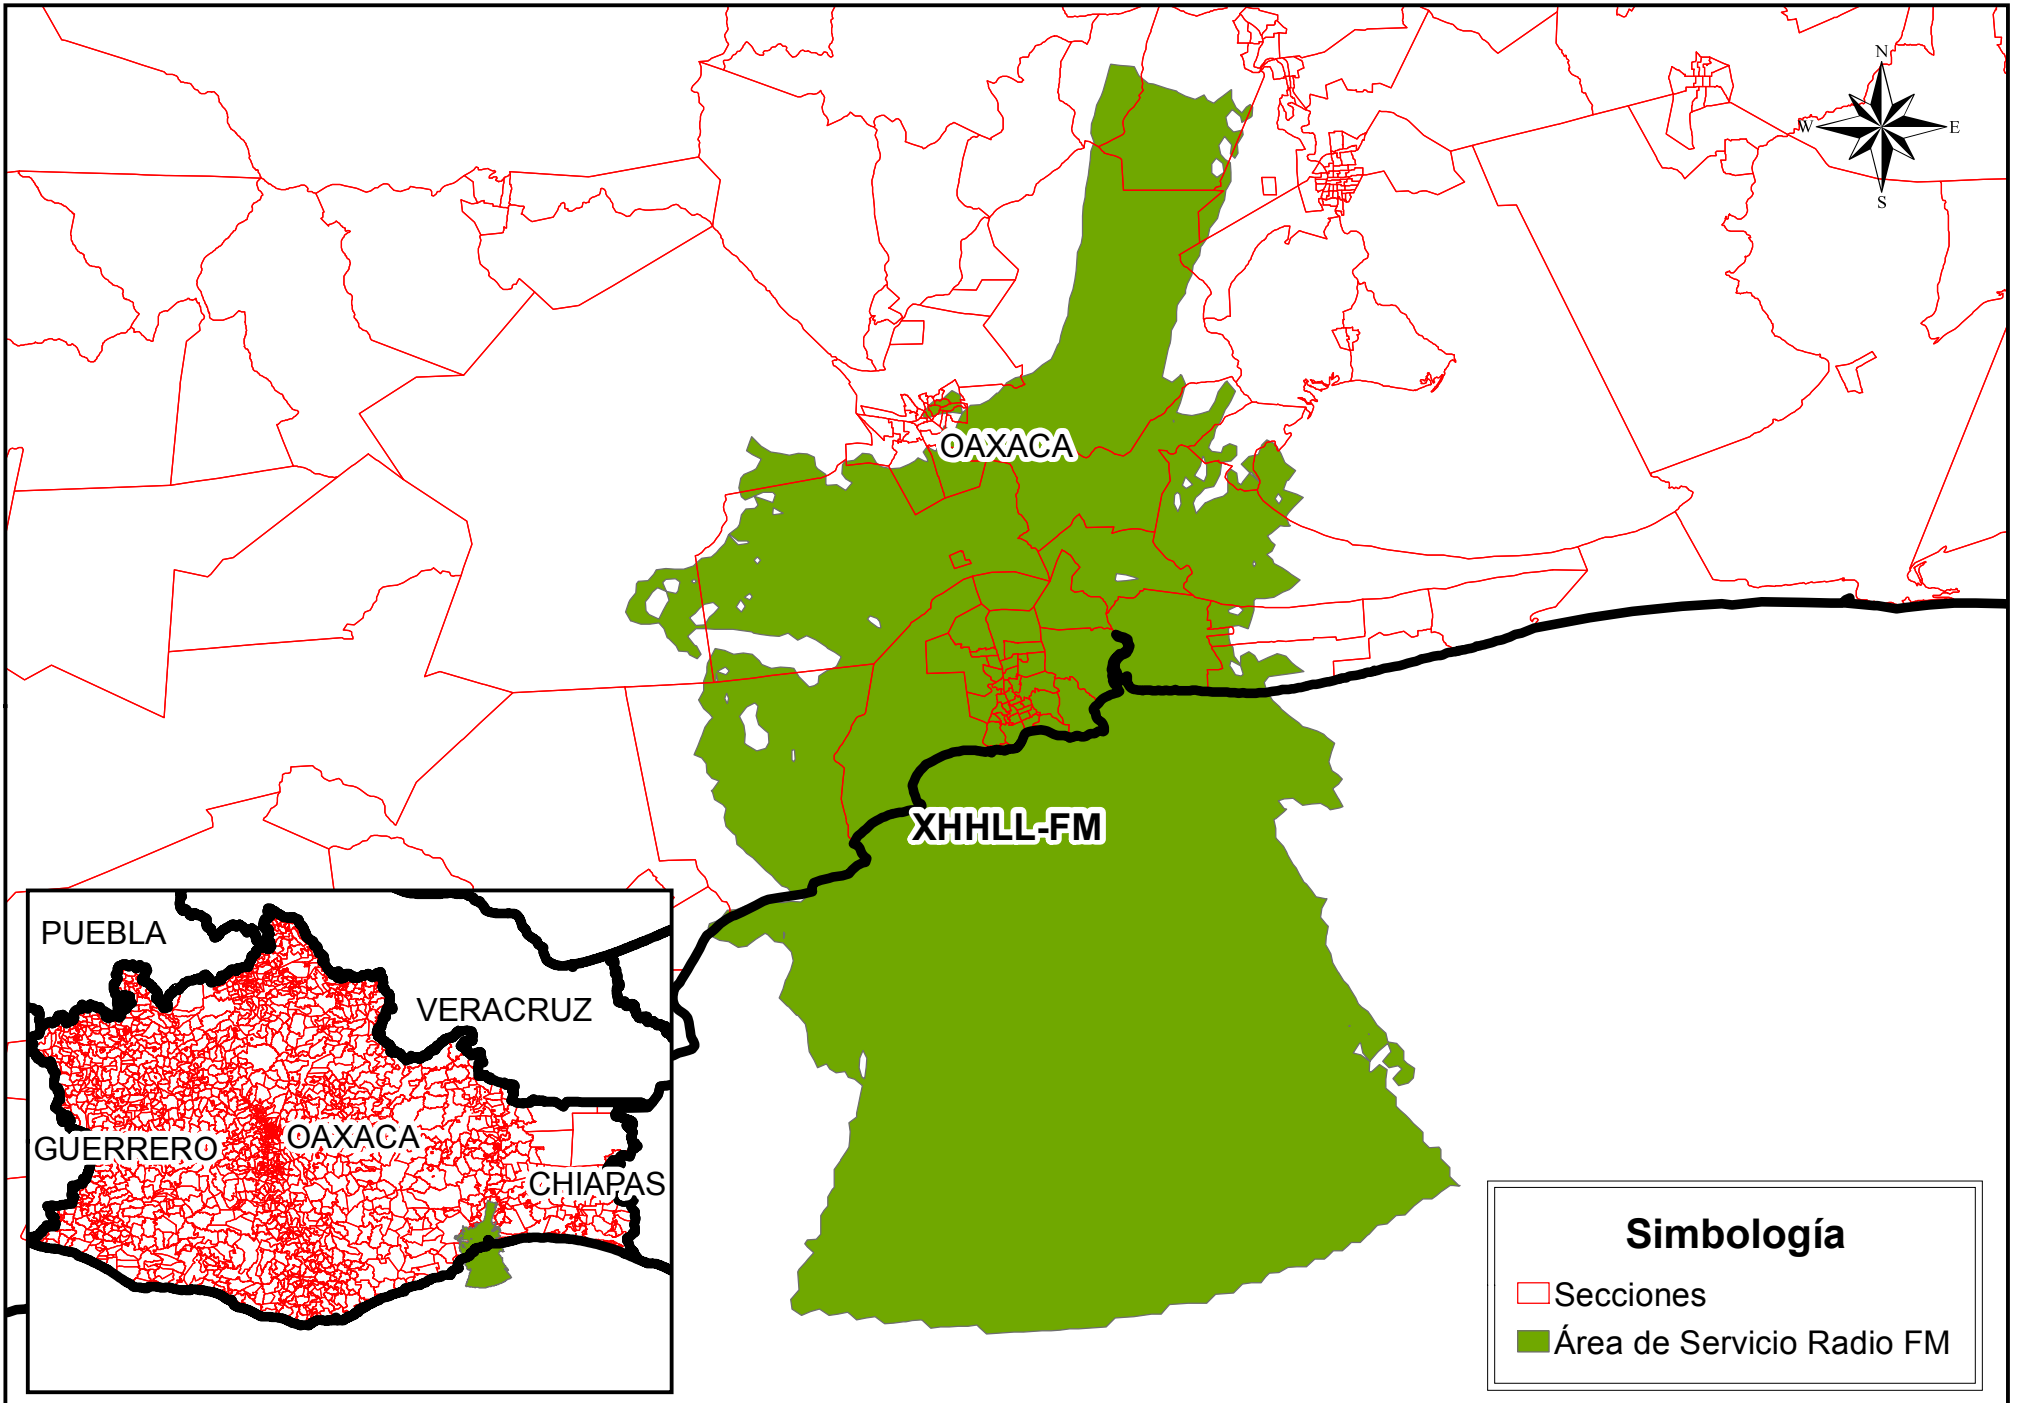 N
W E
S
OAXACA
XHHLL-FM
PUEBLA
VERACRUZ
GUERRERO
OAXACA
CHIAPAS
Simbología
Secciones
Área de Servicio Radio FM